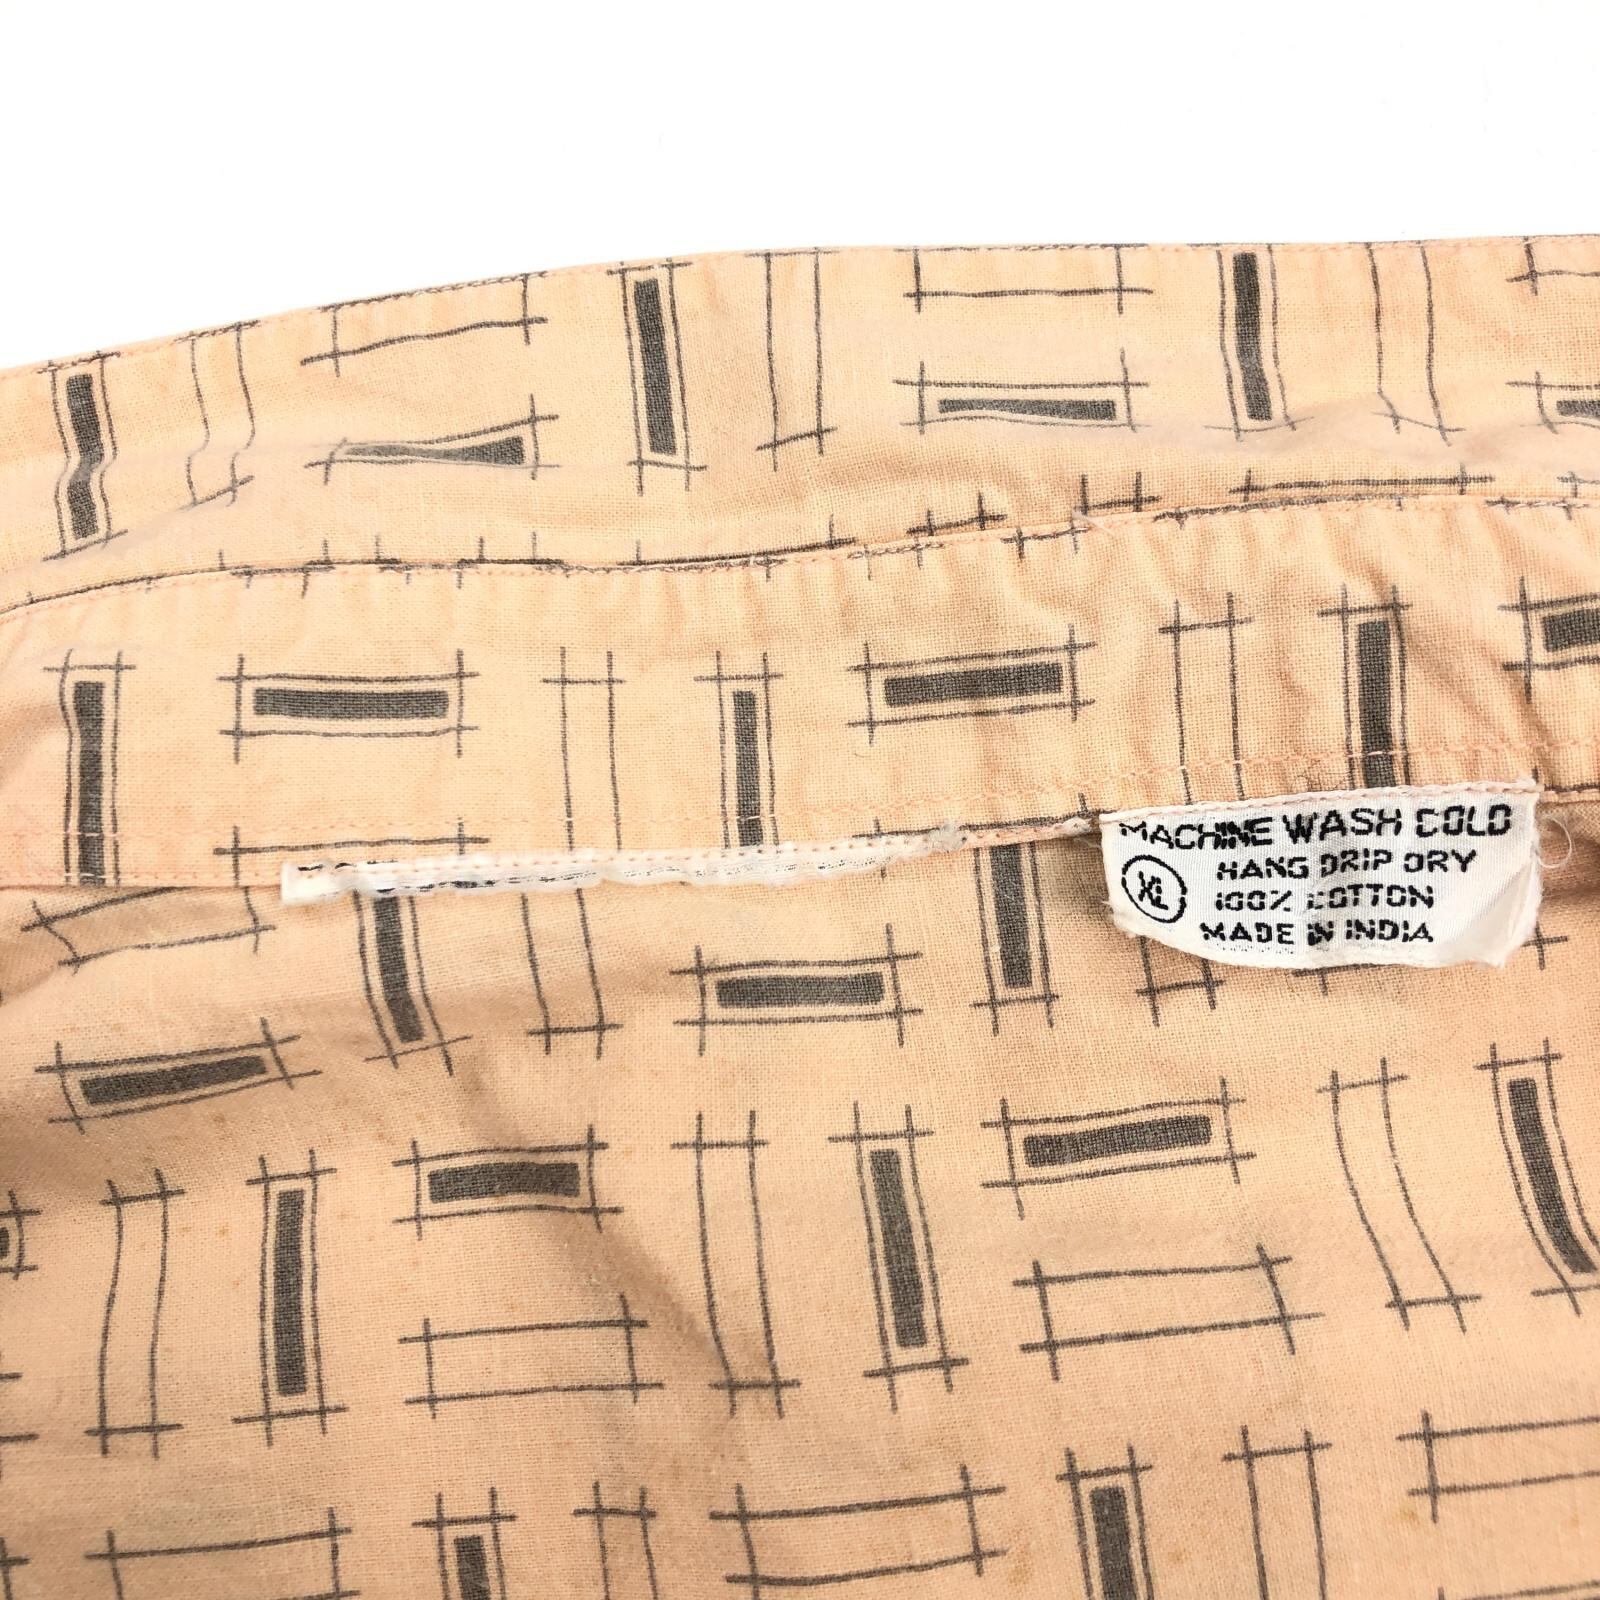 MACHINE WASH COLD
XL
HANG DRIP DRY
100% COTTON
MADE IN INDIA